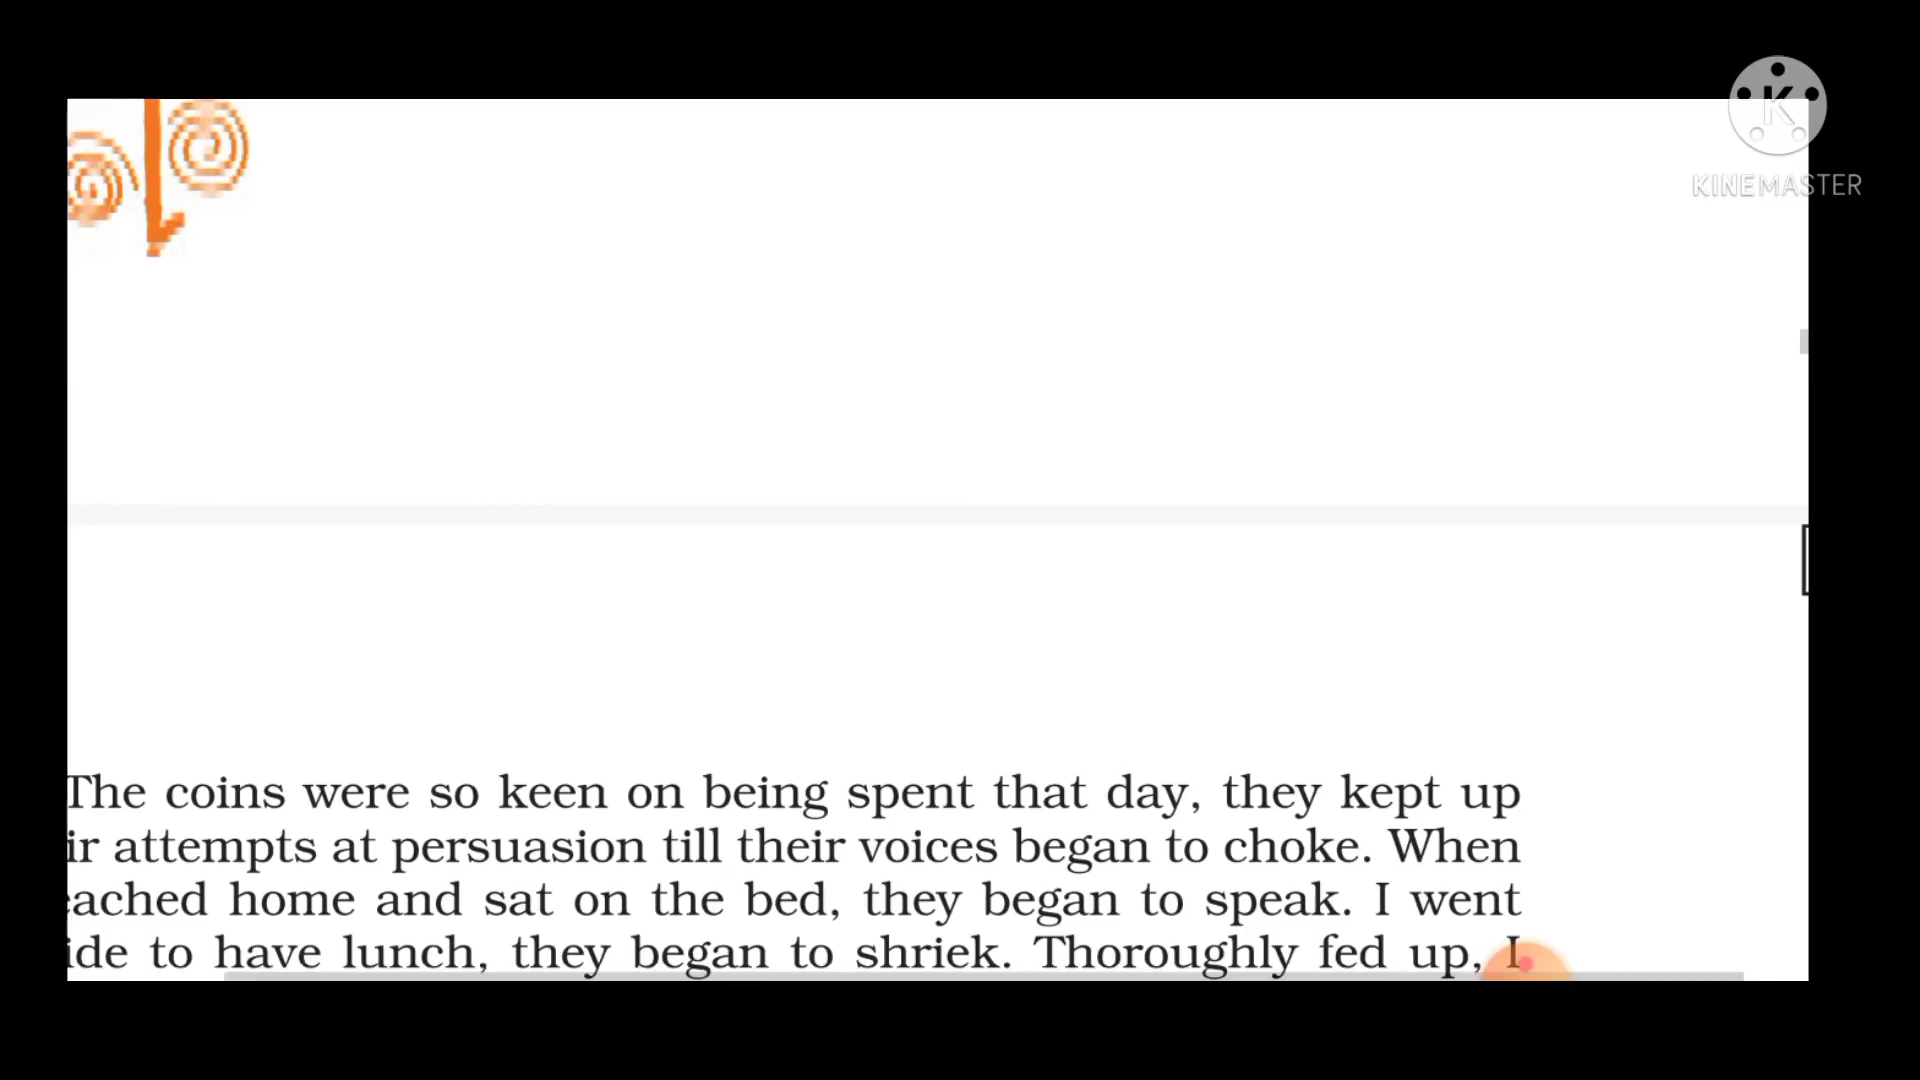 K
KINEMASTER
The coins were so keen on being spent that day, they kept up
ir attempts at persuasion till their voices began to choke. When
eached home and sat on the bed, they began to speak. I went
ide to have lunch, they began to shriek. Thoroughly fed up, I